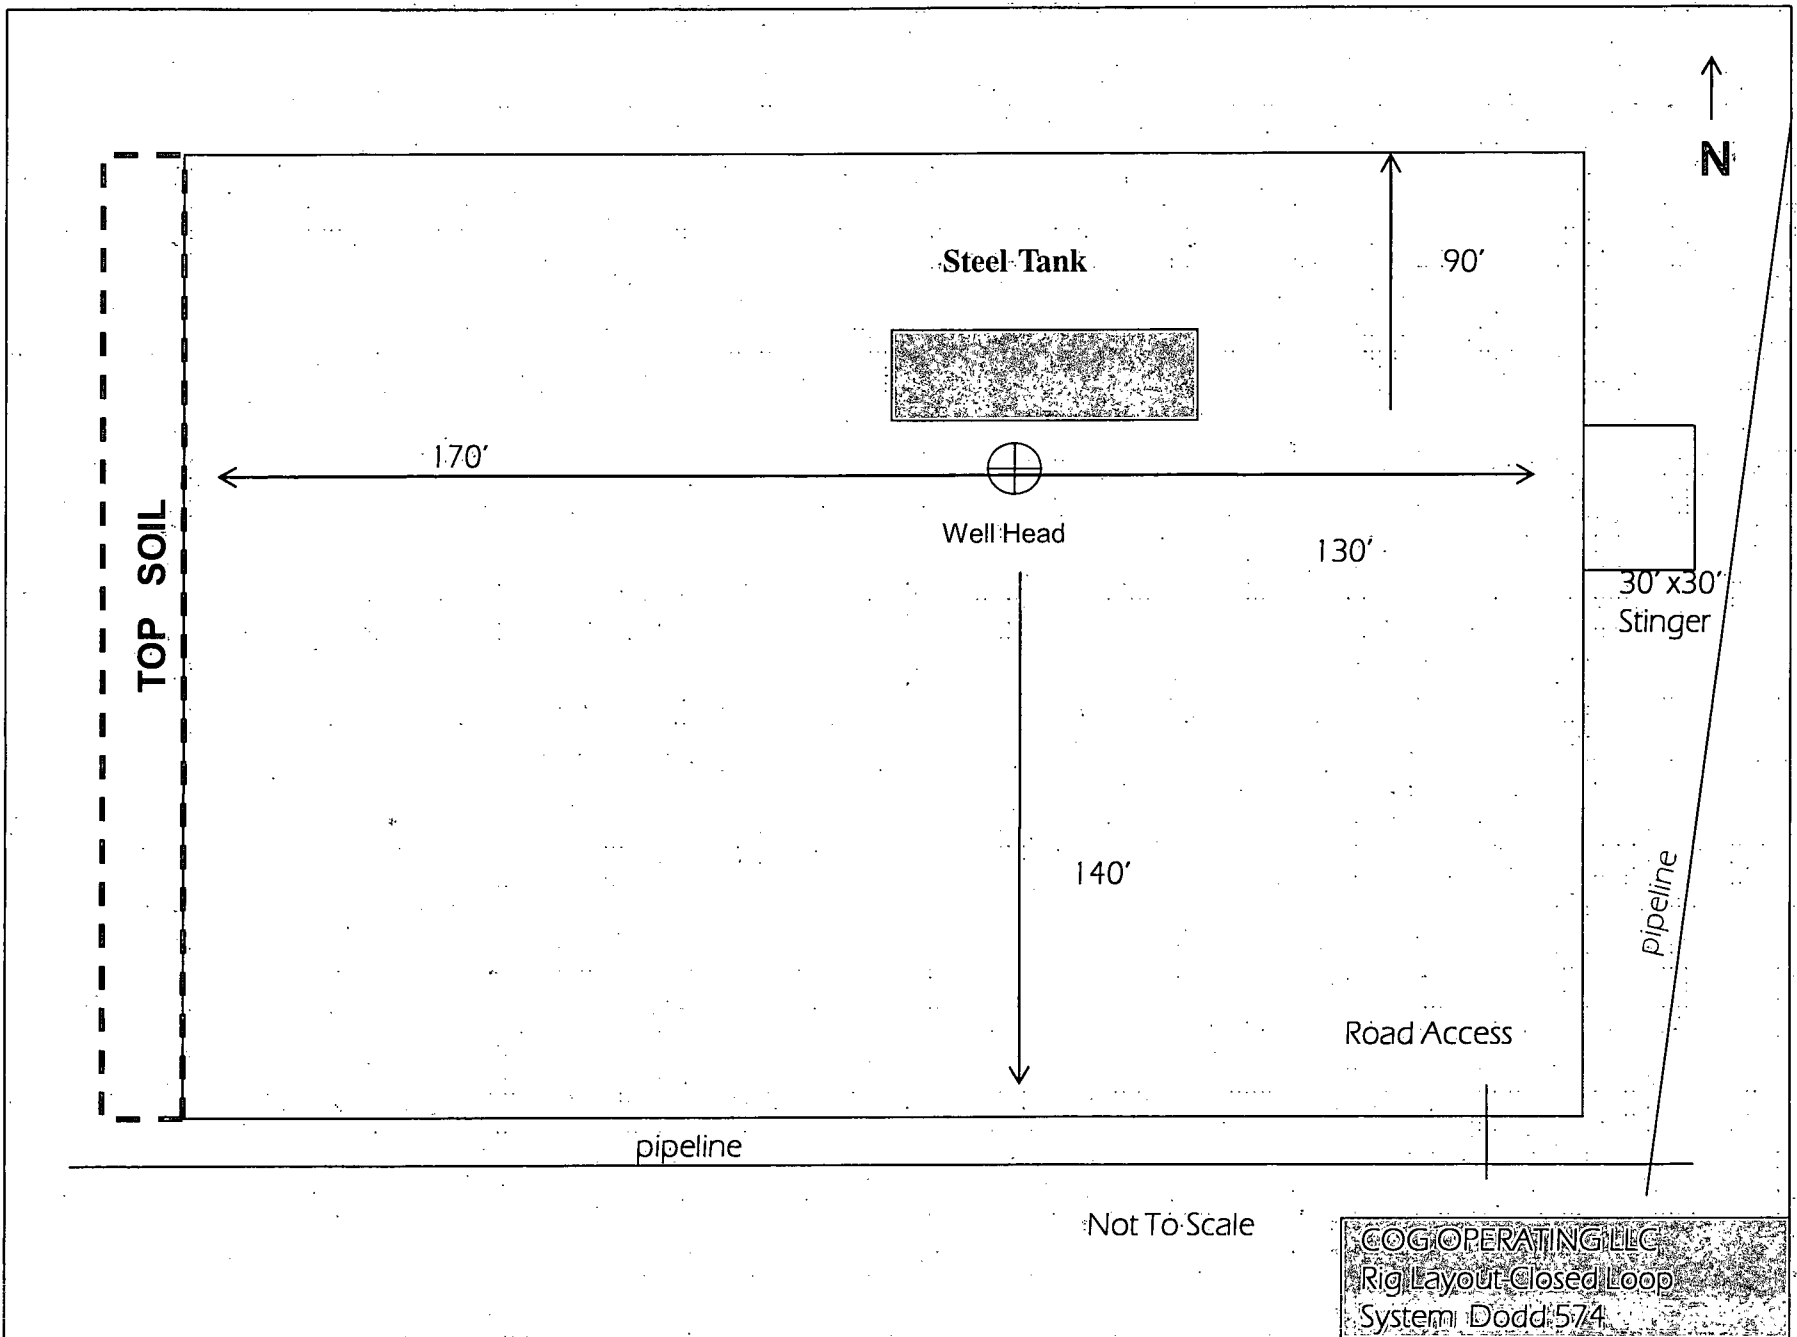 N
Steel Tank
90'
170'
Well Head
130'
TOP SOIL
30' x30'
Stinger
140'
pipeline
Road Access
pipeline
Not To Scale
COG OPERATING LLC
Rig Layout Closed Loop
System Dodd 574